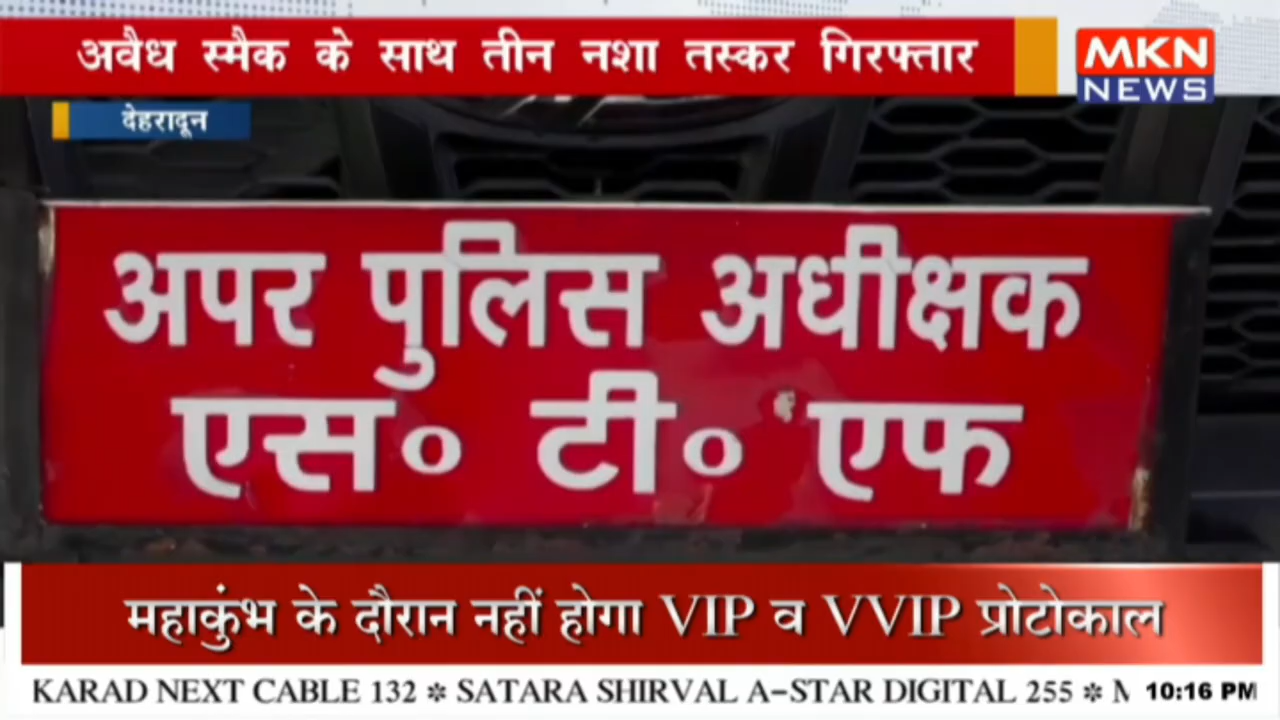 अवैध स्मैक के साथ तीन नशा तस्कर गिरफ्तार
MKN
NEWS
देहरादून
अपर पुलिस अधीक्षक
एस० टी० एफ
महाकुंभ के दौरान नहीं होगा VIP व VVIP प्रोटोकाल
KARAD NEXT CABLE 132 * SATARA SHIRVAL A-STAR DIGITAL 255 *
10:16 PM